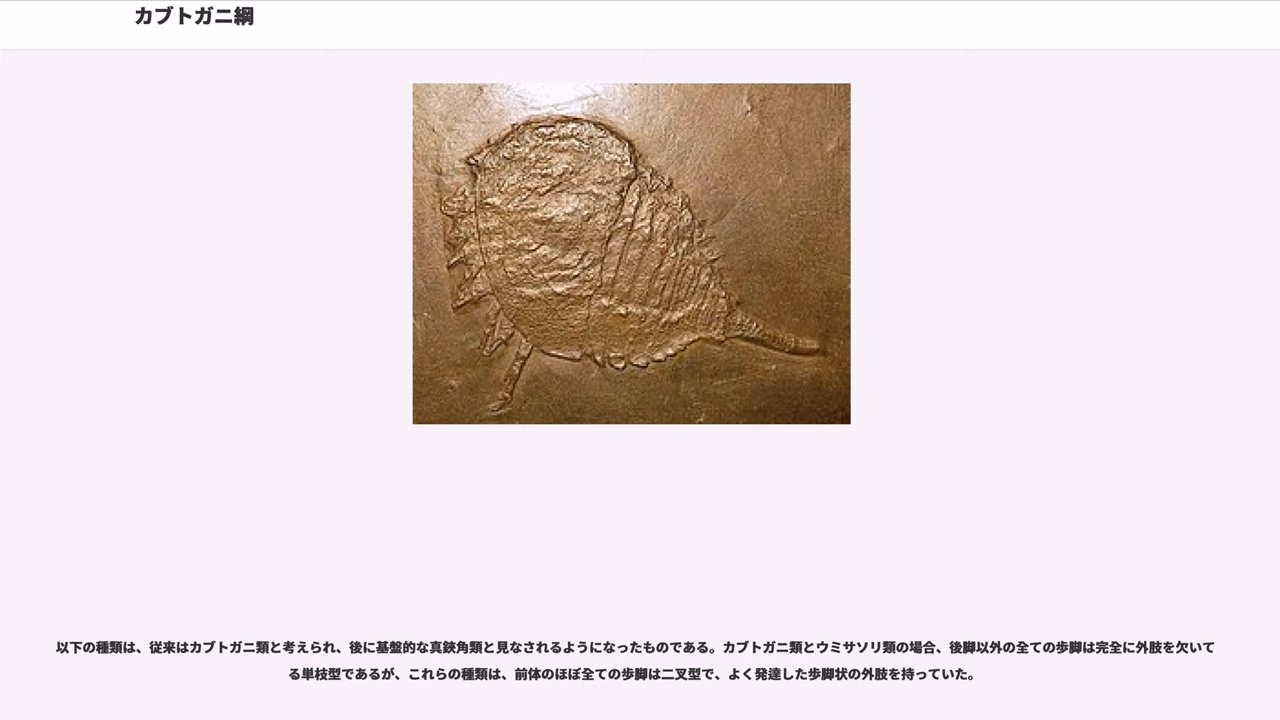 カブトガニ綱
以下の種類は、従来はカブトガニ類と考えられ、後に基盤的な真鋏角類と見なされるようになったものである。カブトガニ類とウミサソリ類の場合、後脚以外の全ての歩脚は完全に外肢を欠いて
る単枝型であるが、これらの種類は、前体のほぼ全ての歩脚は二叉型で、よく発達した歩脚状の外肢を持っていた。